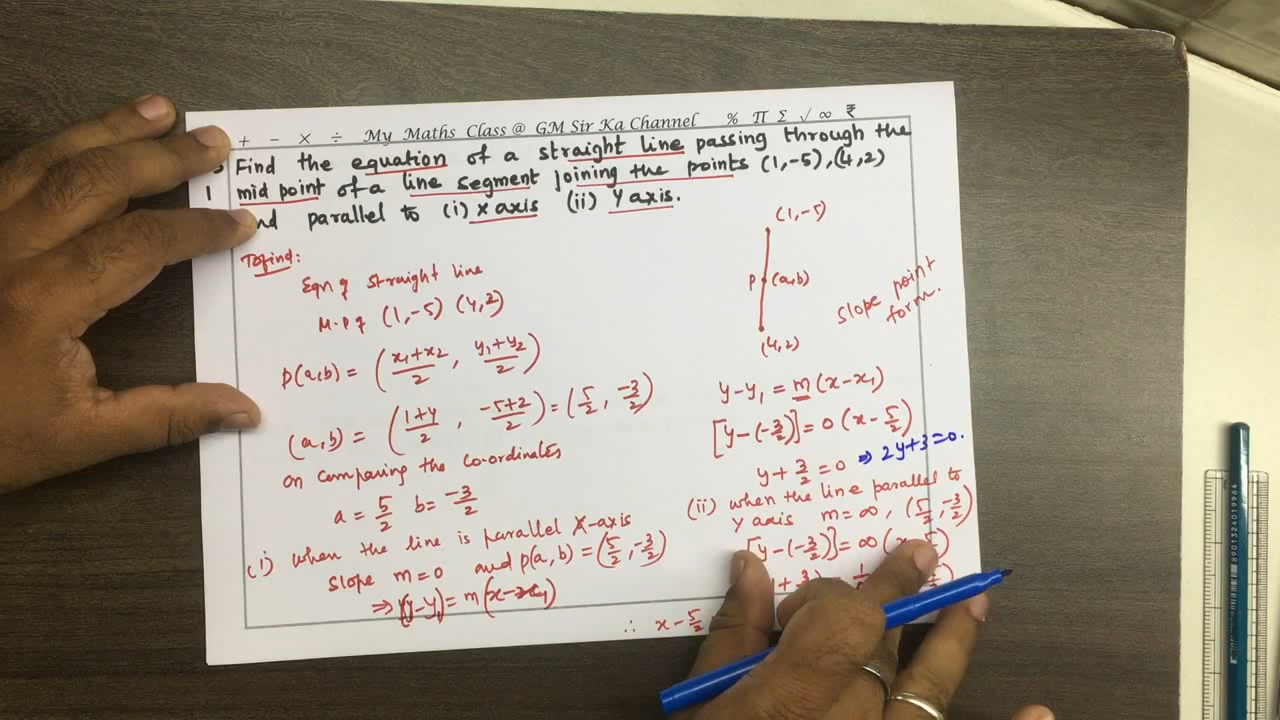 + - × ÷ My Maths Class @ GM Sir Ka Channel % Π Σ √ ∞ ₹
Find the equation of a straight line passing through the
1 mid point of a line segment joining the points (1,-5),(4,2)
parallel to (i) X axis (ii) Y axis.
To find:
Eqn of straight line
M.P of (1,-5) (4,2)
P(a,b) = (x₁+x₂/2 , y₁+y₂/2)
(a,b) = (1+4/2 , -5+2/2) = (5/2, -3/2)
on comparing the co-ordinates
a = 5/2 b = -3/2
(i) when the line is parallel X-axis
slope m=0 and p(a,b) = (5/2, -3/2)
⇒ (y-y₁) = m(x-x₁)
(1,-5)
P (a,b)
(4,2)
slope point
form.
y-y₁ = m(x-x₁)
[y-(-3/2)] = 0(x-5/2)
y+3/2 = 0 ⇒ 2y+3=0.
(ii) when the line parallel to
Y axis m=∞, (5/2, -3/2)
[y-(-3/2)] = ∞(
∴ x-5/2
6901324019964